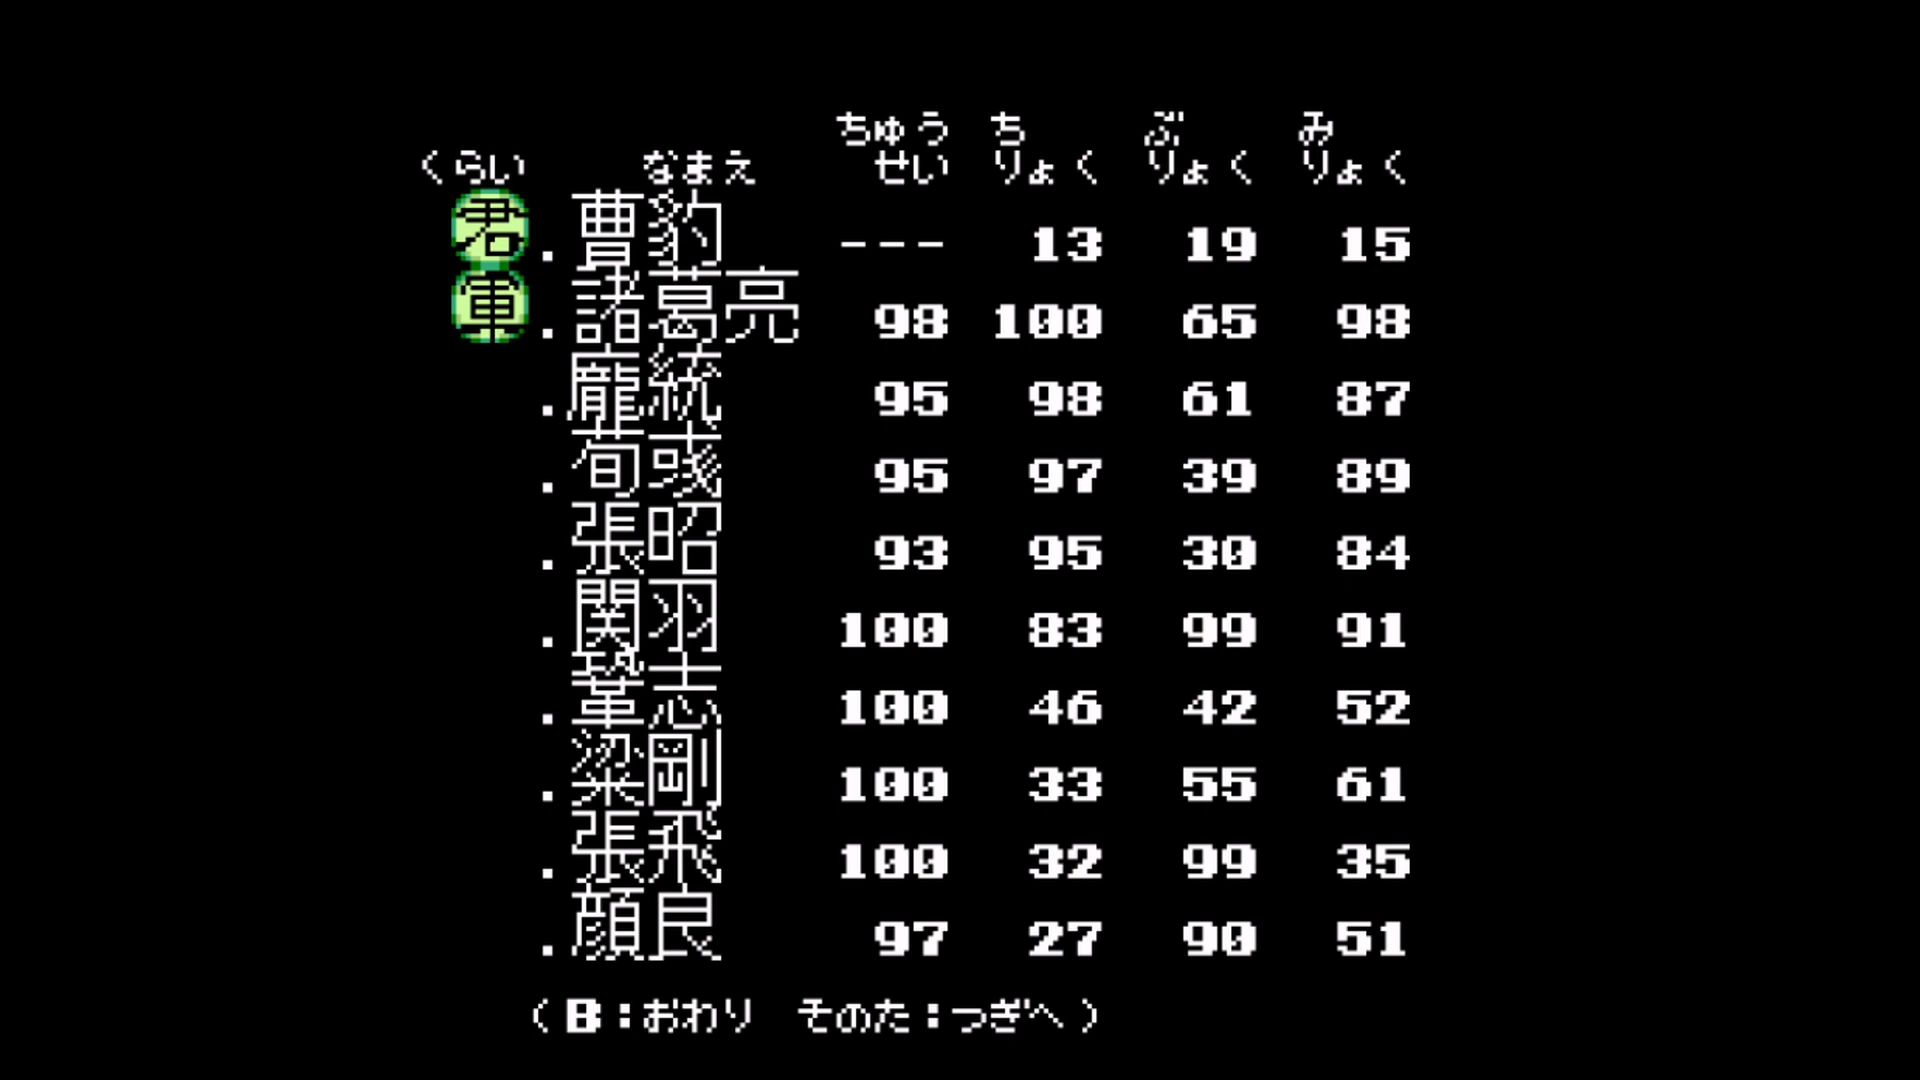 ちゅう ち ぶ み
くらい なまえ せい りょく りょく りょく
君.曹豹 --- 13 19 15
軍.諸葛亮 98 100 65 98
.龐統 95 98 61 87
.荀彧 95 97 39 89
.張昭 93 95 30 84
.関羽 100 83 99 91
.鞏志 100 46 42 52
.梁剛 100 33 55 61
.張飛 100 32 99 35
.顔良 97 27 90 51
(B:おわり そのた:つぎへ)